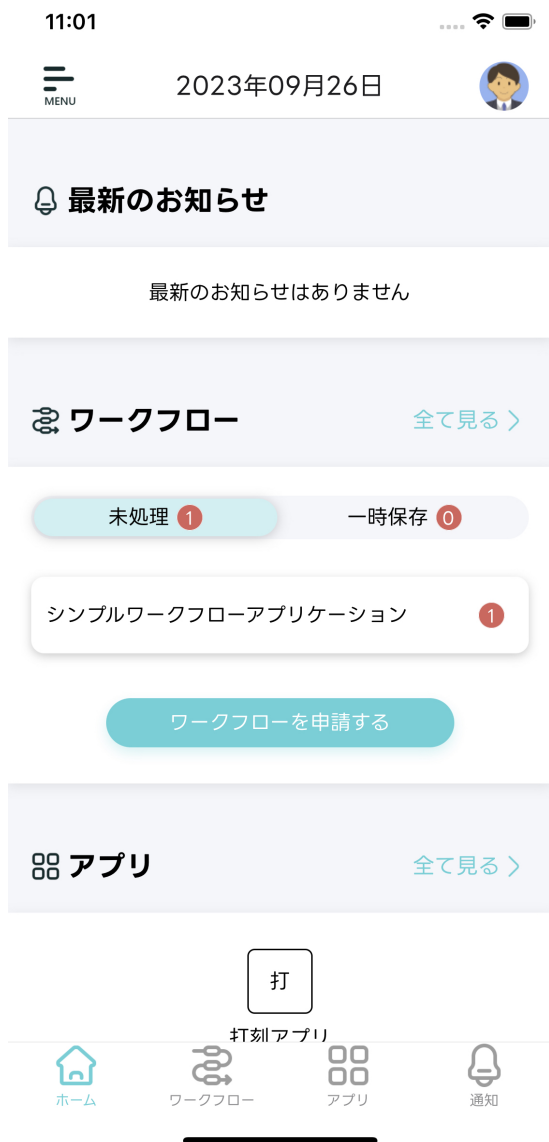 11:01
MENU
2023年09月26日
最新のお知らせ
最新のお知らせはありません
ワークフロー 全て見る
未処理 1 一時保存 0
シンプルワークフローアプリケーション 1
ワークフローを申請する
アプリ 全て見る
打
打刻アプリ
ホーム ワークフロー アプリ 通知